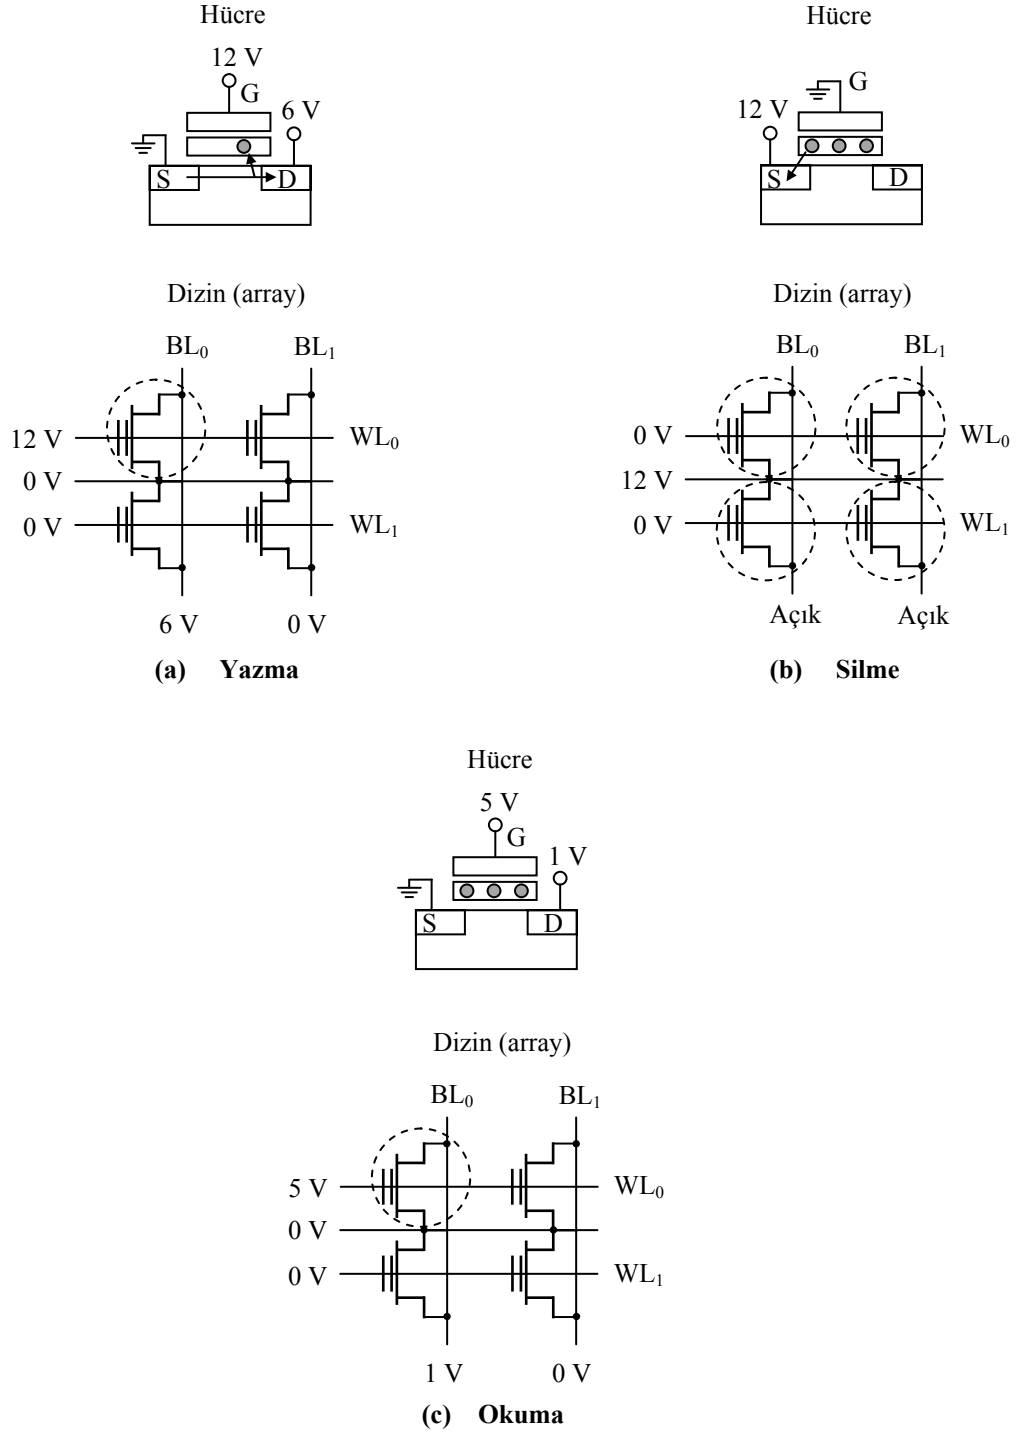 Hücre
12 V
G
6 V
S
D
Dizin (array)
BL₀ BL₁
12 V WL₀
0 V
0 V WL₁
6 V 0 V
(a) Yazma
Hücre
G
12 V
S
D
Dizin (array)
BL₀ BL₁
0 V WL₀
12 V
0 V WL₁
Açık Açık
(b) Silme
Hücre
5 V
G
1 V
S
D
Dizin (array)
BL₀ BL₁
5 V WL₀
0 V
0 V WL₁
1 V 0 V
(c) Okuma